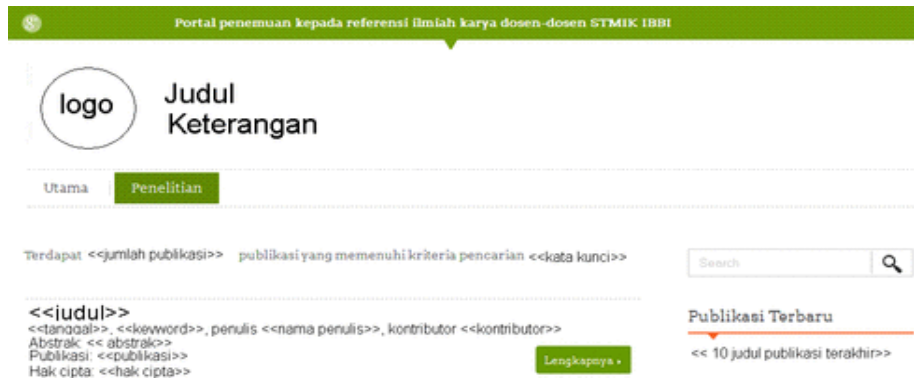 Portal penemuan kepada referensi ilmiah karya dosen-dosen STMIK IBBI
logo
Judul
Keterangan
Utama
Penelitian
Terdapat <<jumlah publikasi>> publikasi yang memenuhi kriteria pencarian <<kata kunci>>
Search
<<judul>>
<<tanggal>>, <<keyword>>, penulis <<nama penulis>>, kontributor <<kontributor>>
Abstrak: << abstrak>>
Publikasi: <<publikasi>>
Hak cipta: <<hak cipta>>
Lengkapnya
Publikasi Terbaru
<< 10 judul publikasi terakhir>>